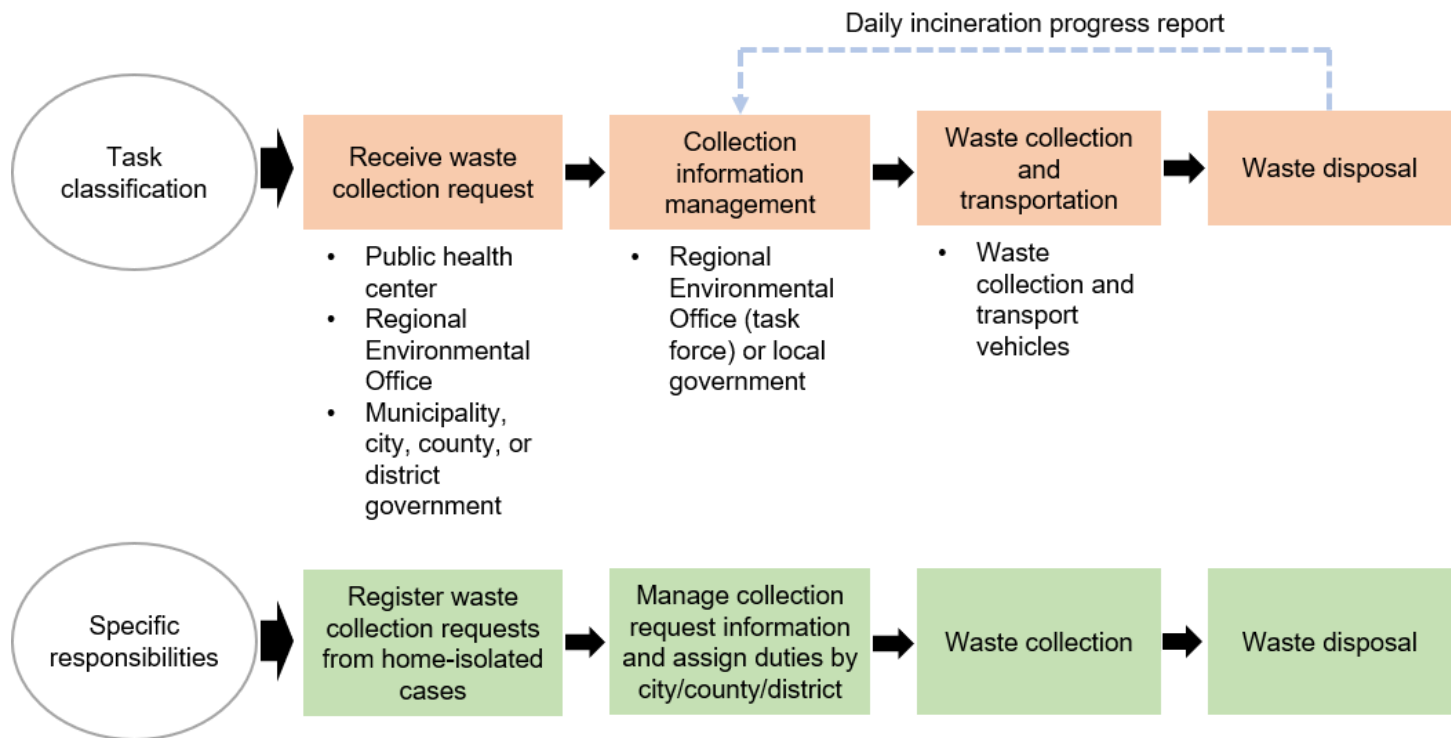 Daily incineration progress report
Task
classification
Receive waste
collection request
Collection
information
management
Waste collection
and
transportation
Waste disposal
• Public health
center
• Regional
Environmental
Office
• Municipality,
city, county, or
district
government
• Regional
Environmental
Office (task
force) or local
government
• Waste
collection and
transport
vehicles
Specific
responsibilities
Register waste
collection requests
from home-isolated
cases
Manage collection
request information
and assign duties by
city/county/district
Waste collection
Waste disposal